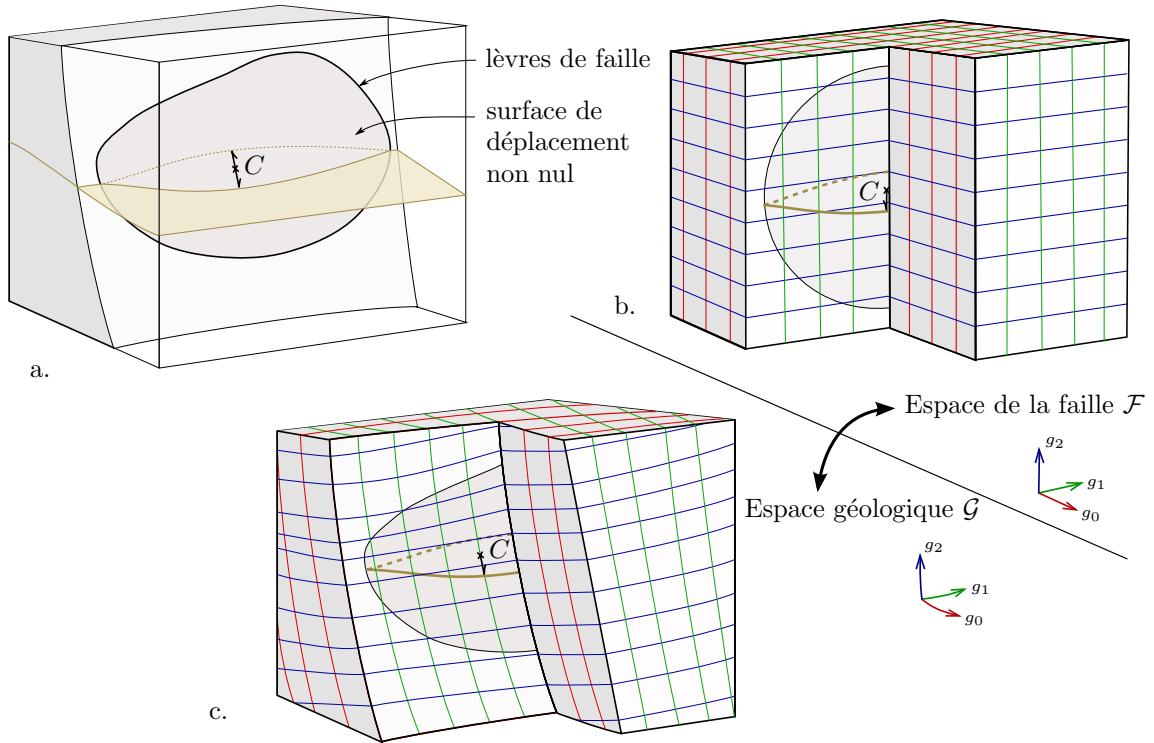 lèvres de faille
surface de
déplacement
non nul
C
a.
C
b.
Espace de la faille F
g2
g1
g0
Espace géologique G
g2
g1
g0
C
c.